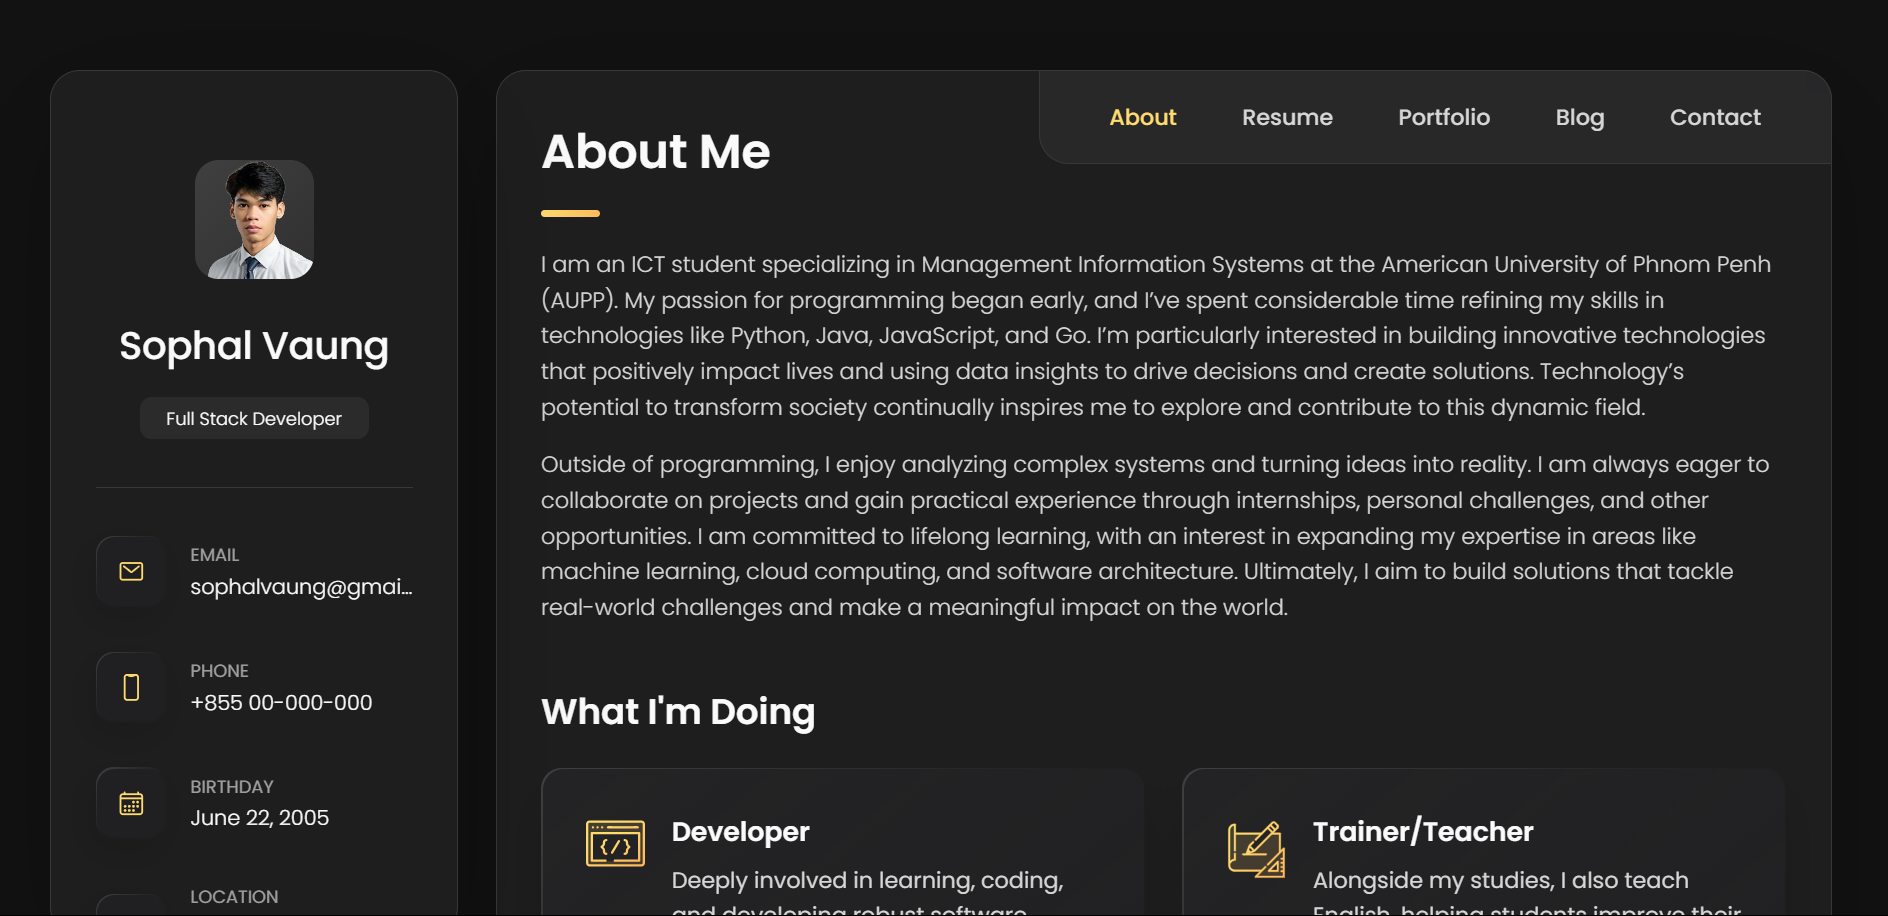 Sophal Vaung
Full Stack Developer
EMAIL
sophalvaung@gmai...
PHONE
+855 00-000-000
BIRTHDAY
June 22, 2005
LOCATION
About
Resume
Portfolio
Blog
Contact
About Me
I am an ICT student specializing in Management Information Systems at the American University of Phnom Penh
(AUPP). My passion for programming began early, and I’ve spent considerable time refining my skills in
technologies like Python, Java, JavaScript, and Go. I’m particularly interested in building innovative technologies
that positively impact lives and using data insights to drive decisions and create solutions. Technology’s
potential to transform society continually inspires me to explore and contribute to this dynamic field.
Outside of programming, I enjoy analyzing complex systems and turning ideas into reality. I am always eager to
collaborate on projects and gain practical experience through internships, personal challenges, and other
opportunities. I am committed to lifelong learning, with an interest in expanding my expertise in areas like
machine learning, cloud computing, and software architecture. Ultimately, I aim to build solutions that tackle
real-world challenges and make a meaningful impact on the world.
What I'm Doing
Developer
Deeply involved in learning, coding,
and developing robust software
Trainer/Teacher
Alongside my studies, I also teach
English, helping students improve their